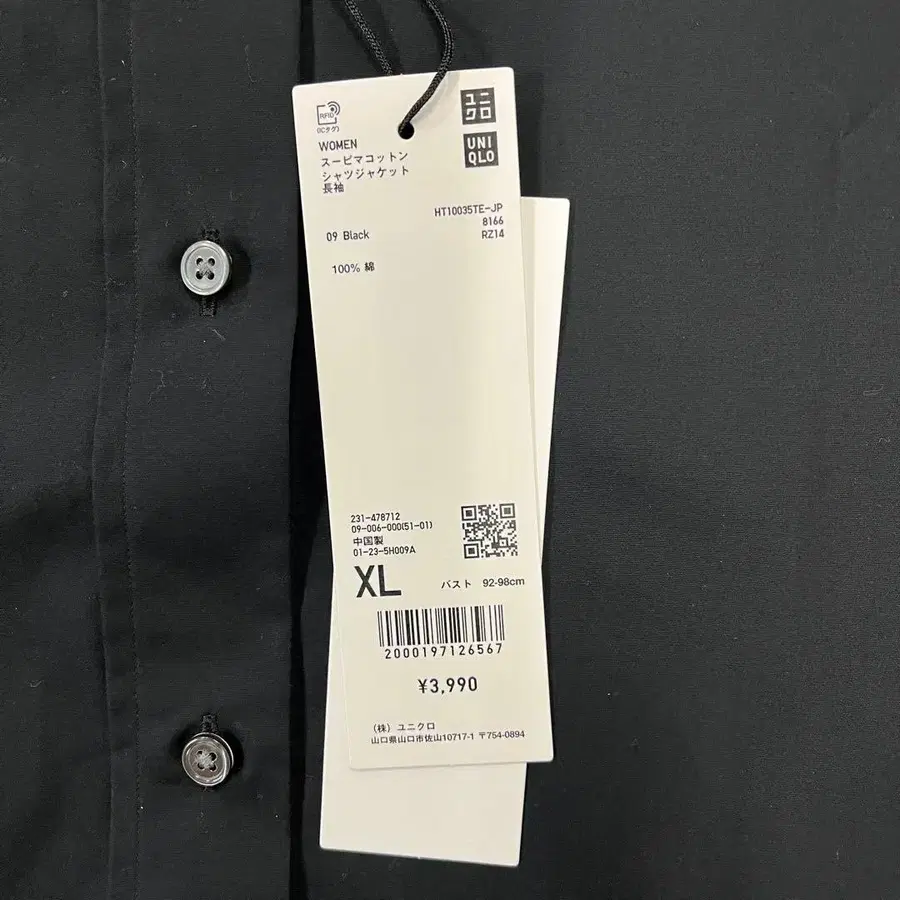 RFID
(ICタグ)
ユニ
クロ
UNI
QLO
WOMEN
スーピマコットン
シャツジャケット
長袖
HT10035TE-JP
8166
09 Black
RZ14
100% 綿
231-478712
09-006-000(51-01)
中国製
01-23-5H009A
XL
バスト 92-98cm
2000197126567
¥3,990
(株) ユニクロ
山口県山口市佐山10717-1 〒754-0894